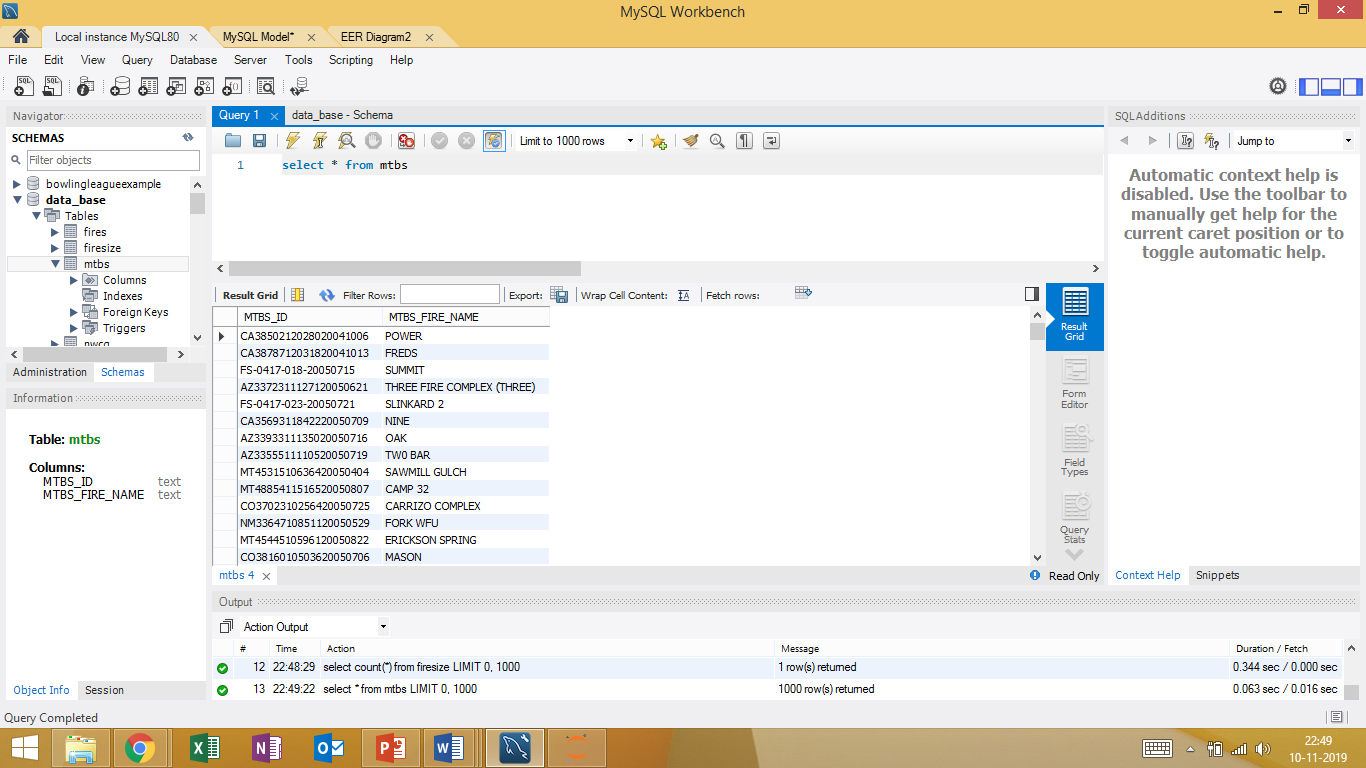 MySQL Workbench
Local instance MySQL80 MySQL Model* EER Diagram2
File Edit View Query Database Server Tools Scripting Help
Navigator
SCHEMAS
Filter objects
bowlingleagueexample
data_base
Tables
fires
firesize
mtbs
Columns
Indexes
Foreign Keys
Triggers
nwcg
Administration Schemas
Information
Table: mtbs
Columns:
MTBS_ID text
MTBS_FIRE_NAME text
Object Info Session
Query 1 data_base - Schema
Limit to 1000 rows
1 select * from mtbs
Result Grid Filter Rows: Export: Wrap Cell Content: Fetch rows:
MTBS_ID MTBS_FIRE_NAME
CA3850212028020041006 POWER
CA3878712031820041013 FREDS
FS-0417-018-20050715 SUMMIT
AZ3372311127120050621 THREE FIRE COMPLEX (THREE)
FS-0417-023-20050721 SLINKARD 2
CA3569311842220050709 NINE
AZ3393311135020050716 OAK
AZ3355511110520050719 TW0 BAR
MT4531510636420050404 SAWMILL GULCH
MT4885411516520050807 CAMP 32
CO3702310256420050725 CARRIZO COMPLEX
NM3364710851120050529 FORK WFU
MT4544510596120050822 ERICKSON SPRING
CO3816010503620050706 MASON
mtbs 4
Read Only
Result
Grid
Form
Editor
Field
Types
Query
Stats
SQLAdditions
Jump to
Automatic context help is
disabled. Use the toolbar to
manually get help for the
current caret position or to
toggle automatic help.
Context Help Snippets
Output
Action Output
# Time Action Message Duration / Fetch
12 22:48:29 select count(*) from firesize LIMIT 0, 1000 1 row(s) returned 0.344 sec / 0.000 sec
13 22:49:22 select * from mtbs LIMIT 0, 1000 1000 row(s) returned 0.063 sec / 0.016 sec
Query Completed
22:49
10-11-2019